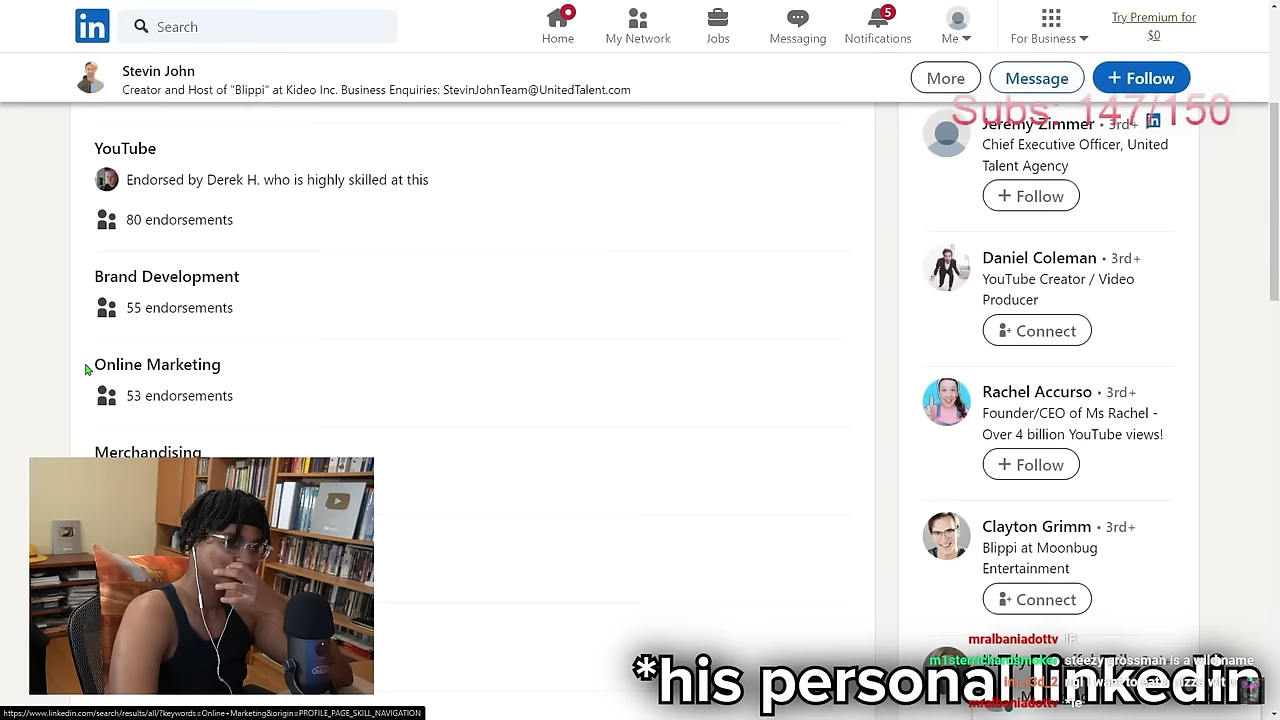 in
Search
Home
My Network
Jobs
Messaging
5
Notifications
Me
For Business
Try Premium for
$0
Stevin John
Creator and Host of "Blippi" at Kideo Inc. Business Enquiries: StevinJohnTeam@UnitedTalent.com
More
Message
+ Follow
Subs: 147/150
YouTube
Endorsed by Derek H. who is highly skilled at this
80 endorsements
Brand Development
55 endorsements
Online Marketing
53 endorsements
Merchandising
Jeremy Zimmer • 3rd+ in
Chief Executive Officer, United
Talent Agency
+ Follow
Daniel Coleman • 3rd+
YouTube Creator / Video
Producer
Connect
Rachel Accurso • 3rd+
Founder/CEO of Ms Rachel -
Over 4 billion YouTube views!
+ Follow
Clayton Grimm • 3rd+
Blippi at Moonbug
Entertainment
Connect
mralbaniadottv
m1sterrichardsmoker steezy grossman is a wild name
mralbaniadottv
*his personal linkedin
https://www.linkedin.com/search/results/all/?keywords=Online+Marketing&origin=PROFILE_PAGE_SKILL_NAVIGATION